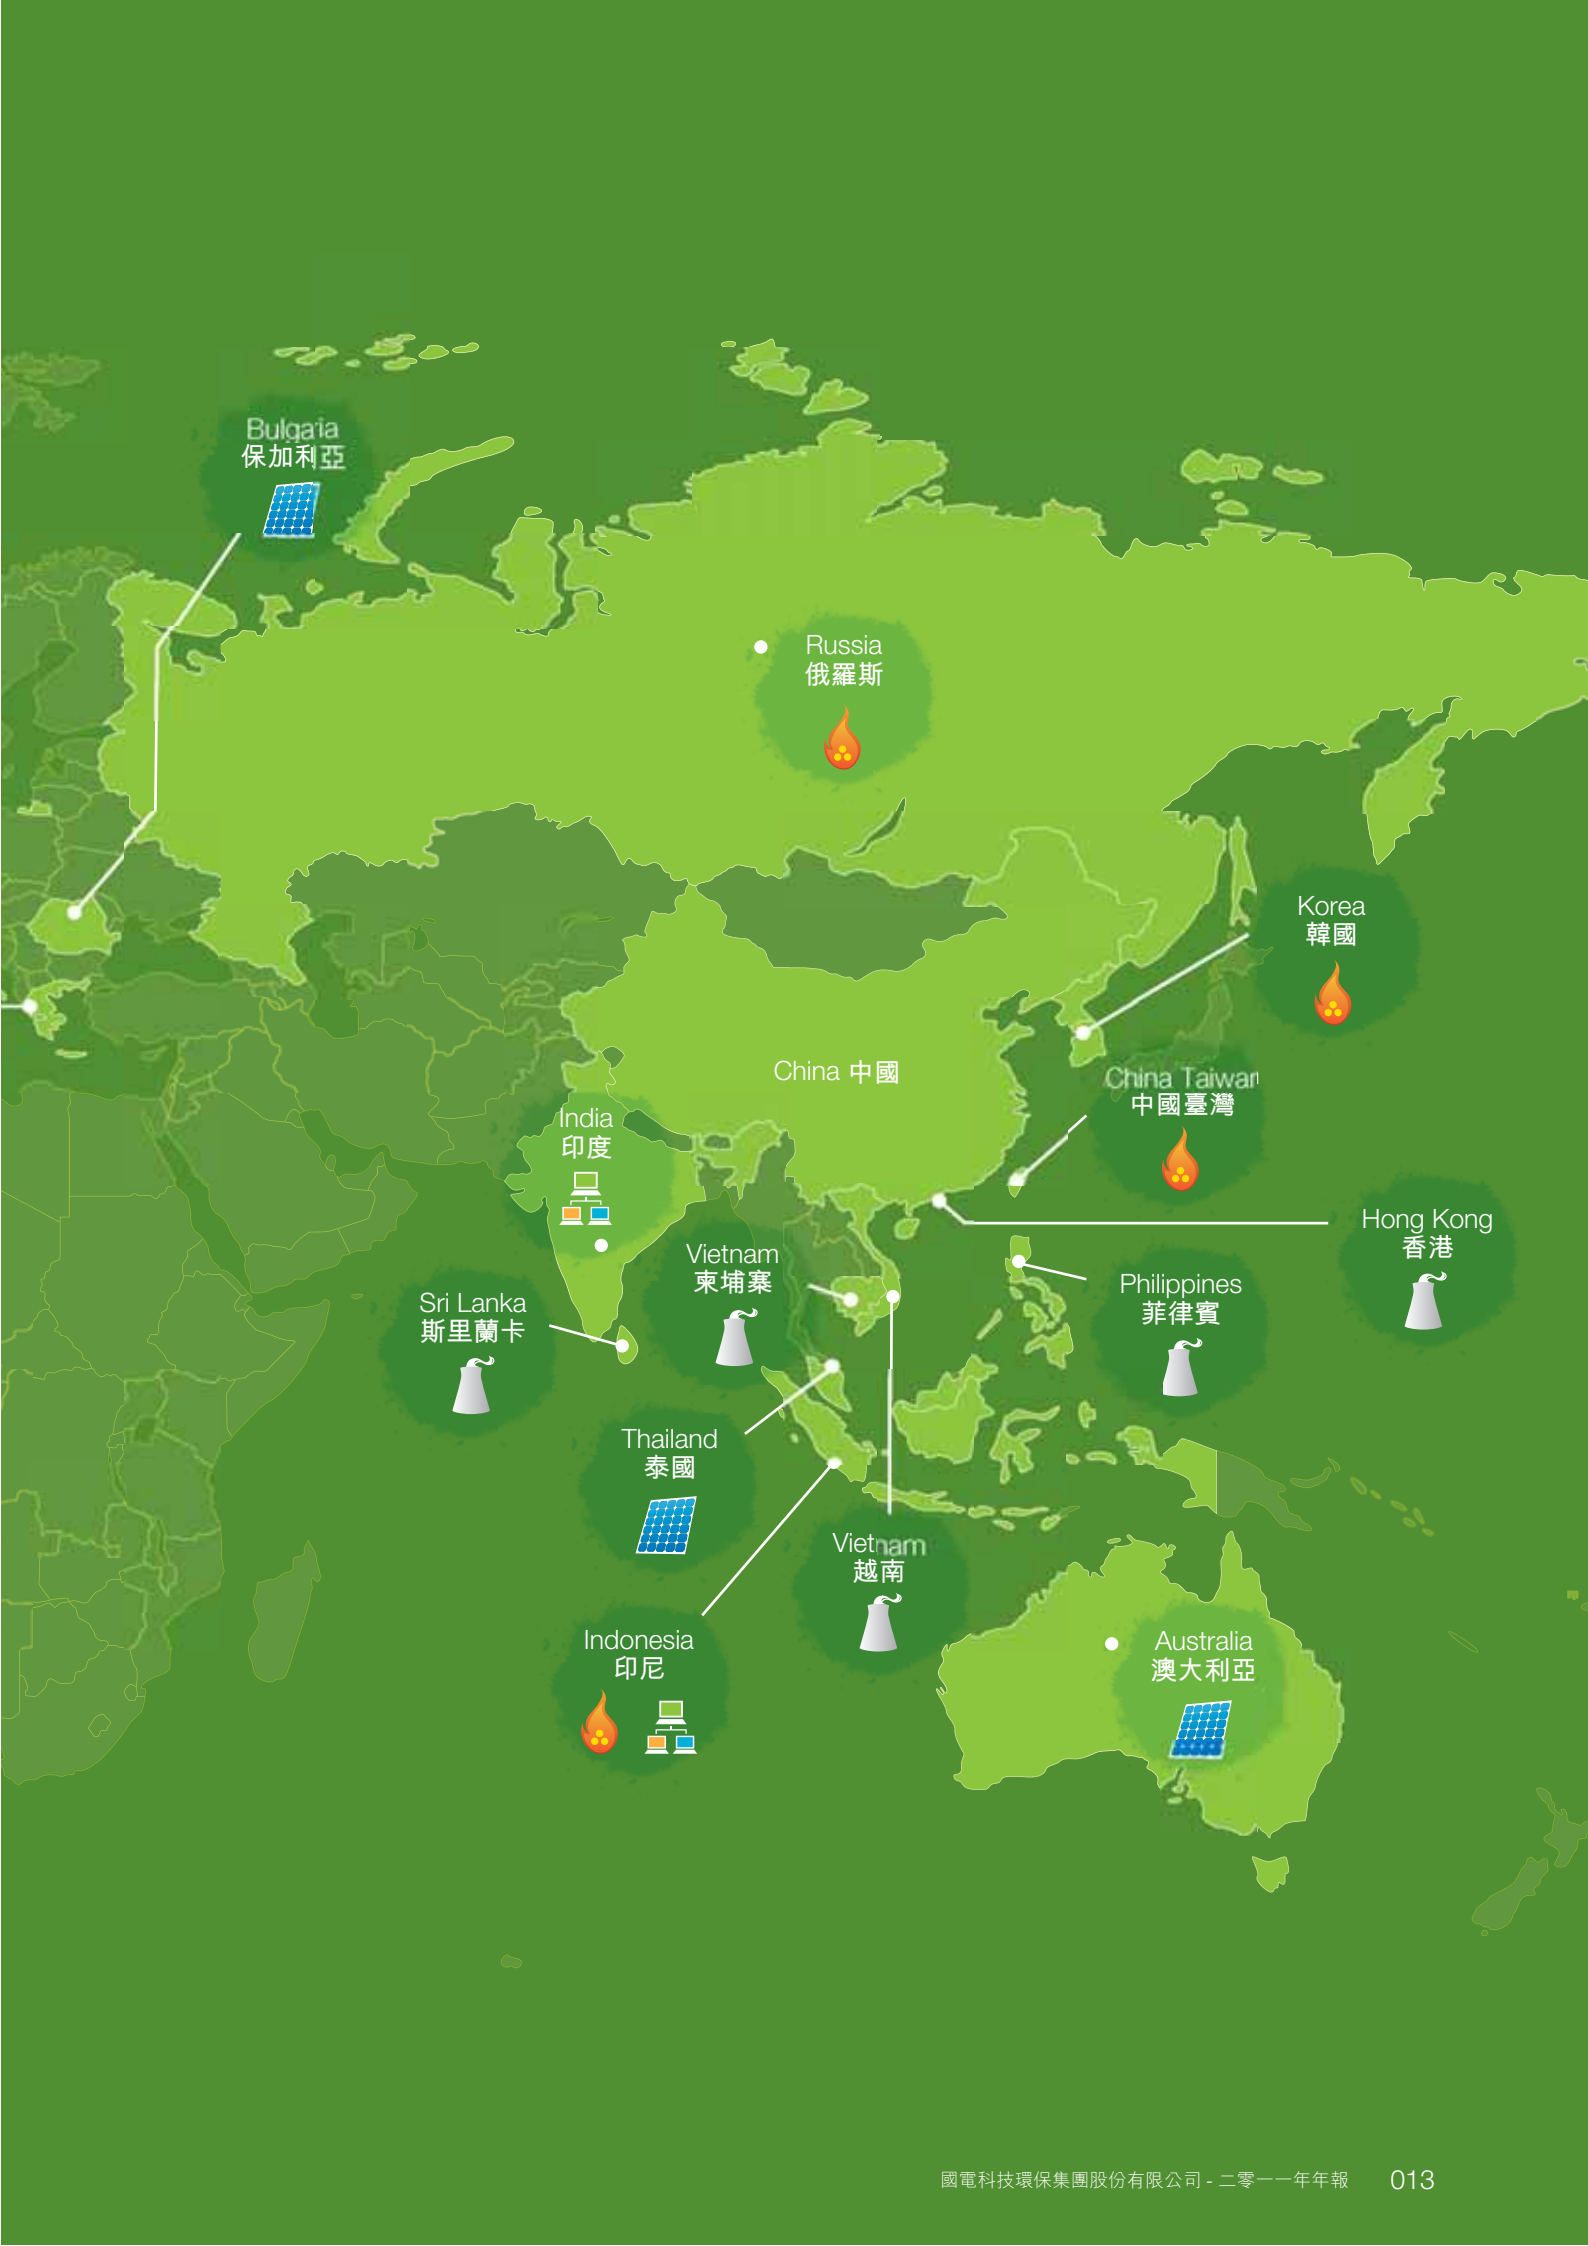 Bulgaria
保加利亞
Russia
俄羅斯
Korea
韓國
China 中國
China Taiwan
中國臺灣
India
印度
Hong Kong
香港
Vietnam
柬埔寨
Philippines
菲律賓
Sri Lanka
斯里蘭卡
Thailand
泰國
Vietnam
越南
Indonesia
印尼
Australia
澳大利亞
國電科技環保集團股份有限公司 - 二零一一年年報 013